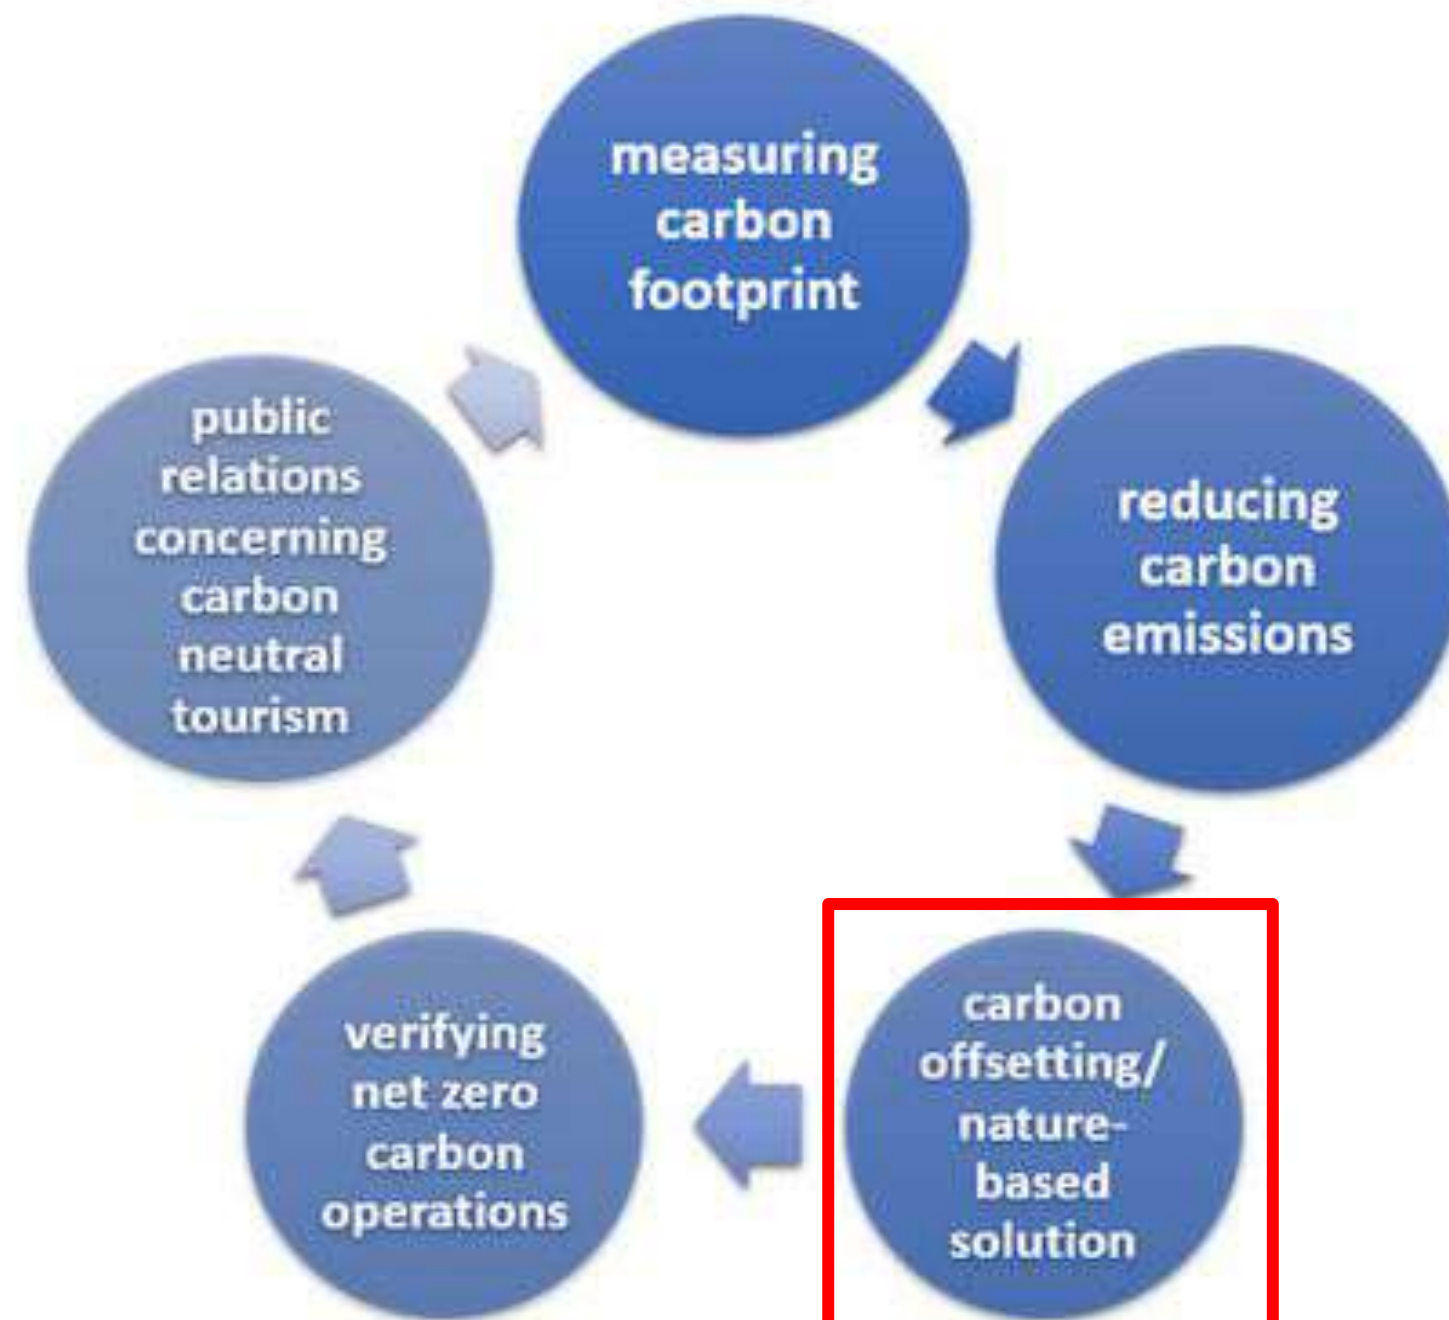 measuring
carbon
footprint
reducing
carbon
emissions
carbon
offsetting/
nature-
based
solution
verifying
net zero
carbon
operations
public
relations
concerning
carbon
neutral
tourism